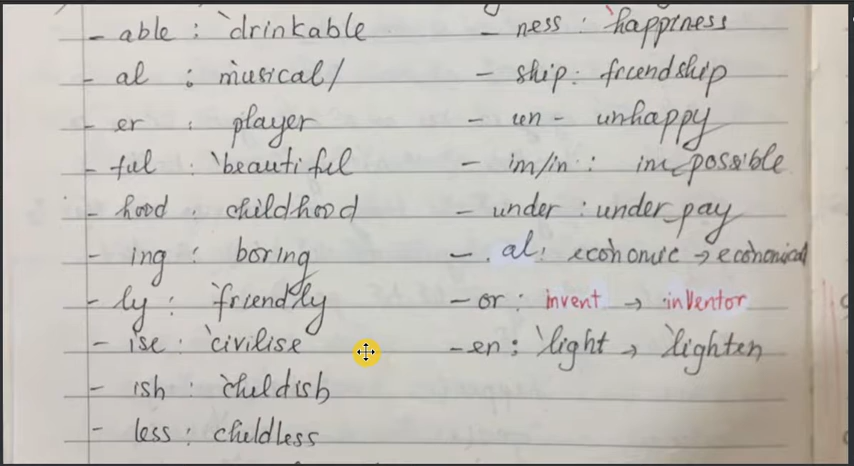 - able : 'drinkable
- al : musical/
- er : player
- ful : 'beautiful
- hood : childhood
- ing : boring
- ly : 'friendly
- ise : 'civilise
- ish : 'childish
- less : childless
- ness : 'happiness
- ship : friendship
- un - unhappy
- im/in : impossible
- under : under pay
- al : economic → economical
- or : invent → inventor
- en : 'light → 'lighten